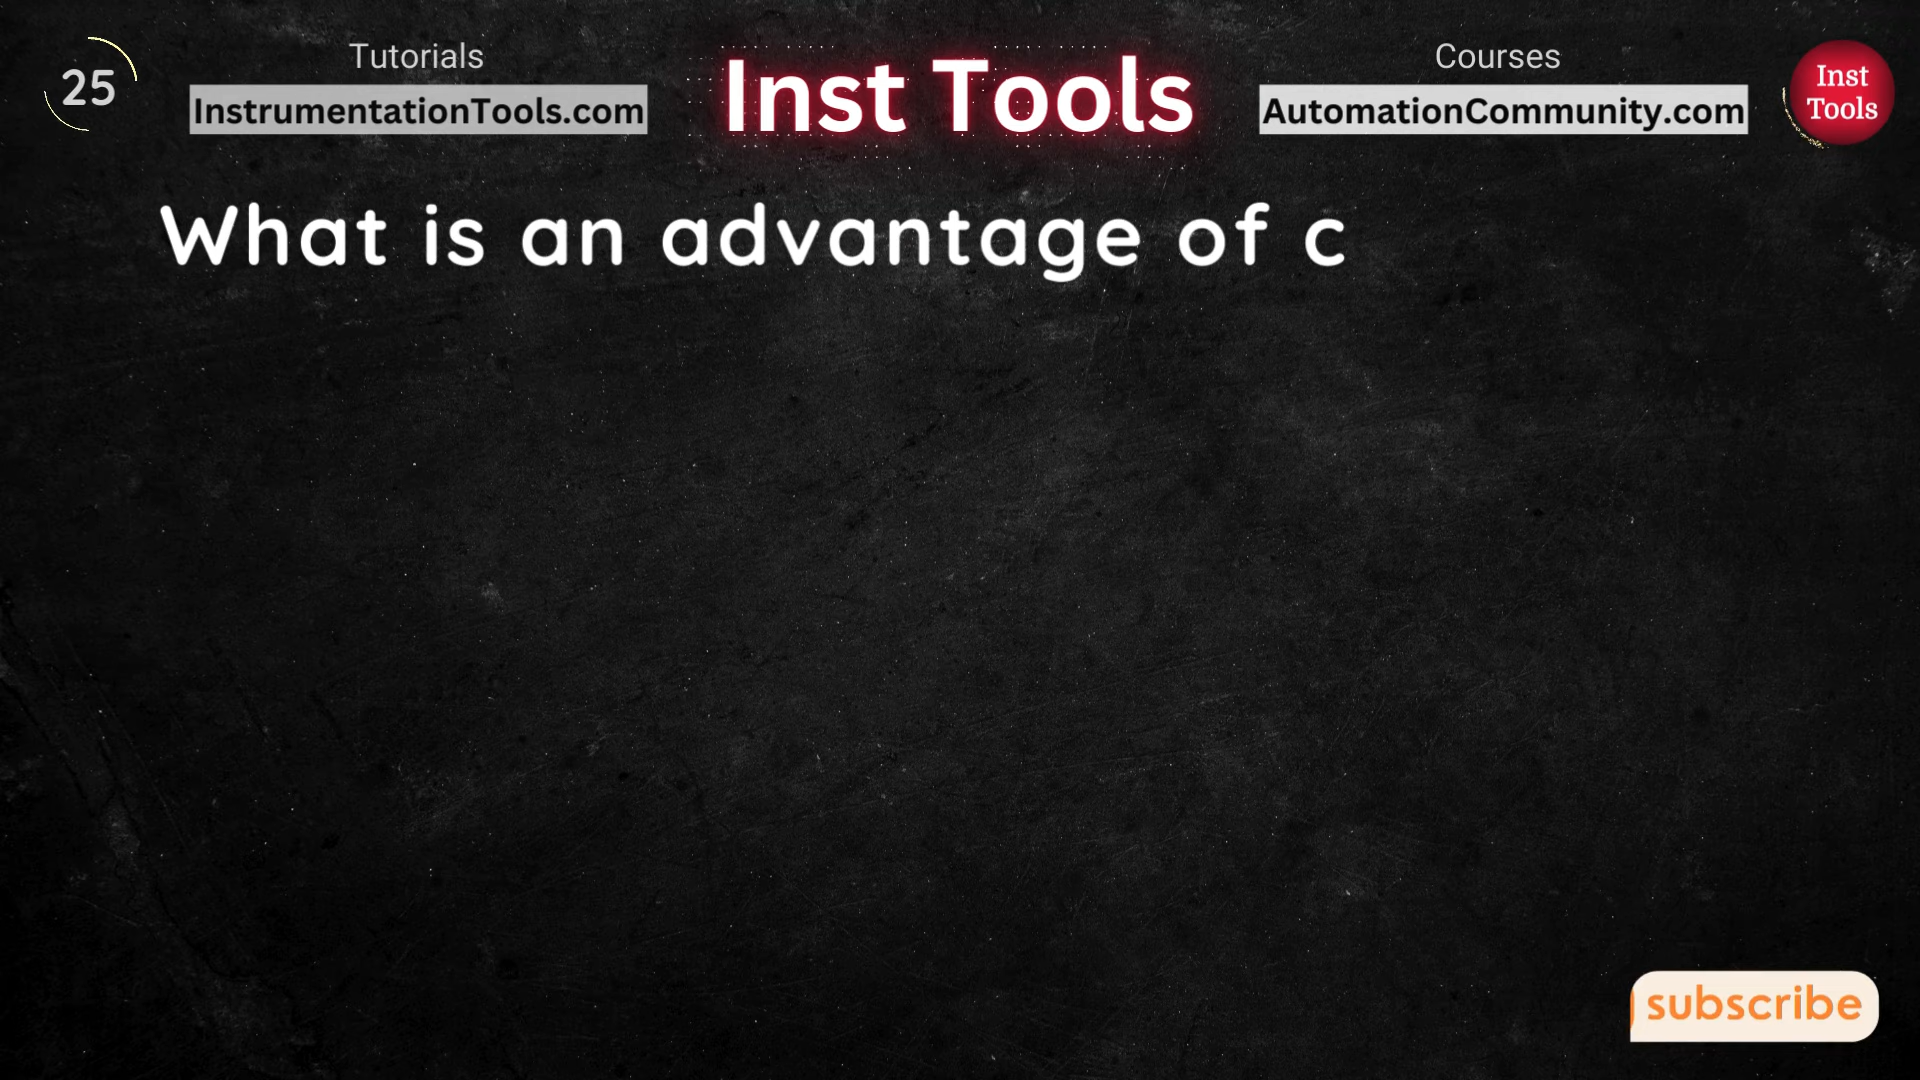 25
Tutorials
InstrumentationTools.com
Inst Tools
Courses
AutomationCommunity.com
Inst
Tools
What is an advantage of c
subscribe